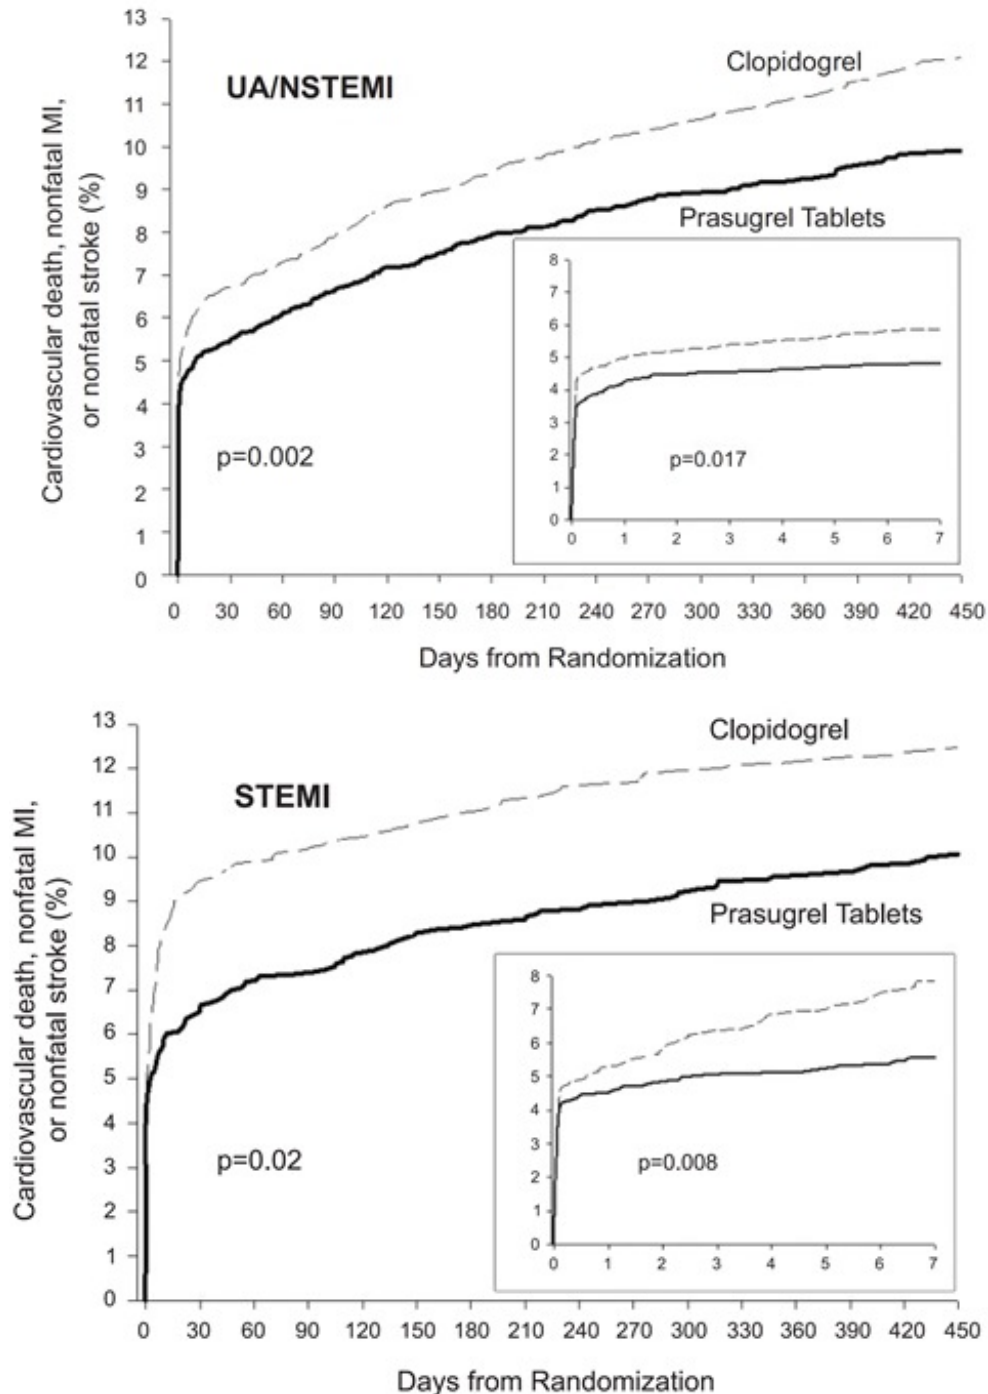 13
12
11
10
9
8
7
6
5
4
3
2
1
0
Cardiovascular death, nonfatal MI,
or nonfatal stroke (%)
UA/NSTEMI
Clopidogrel
Prasugrel Tablets
p=0.002
8
7
6
5
4
3
2
1
0
p=0.017
0 1 2 3 4 5 6 7
0 30 60 90 120 150 180 210 240 270 300 330 360 390 420 450
Days from Randomization
13
12
11
10
9
8
7
6
5
4
3
2
1
0
Cardiovascular death, nonfatal MI,
or nonfatal stroke (%)
STEMI
Clopidogrel
Prasugrel Tablets
p=0.02
8
7
6
5
4
3
2
1
0
p=0.008
0 1 2 3 4 5 6 7
0 30 60 90 120 150 180 210 240 270 300 330 360 390 420 450
Days from Randomization